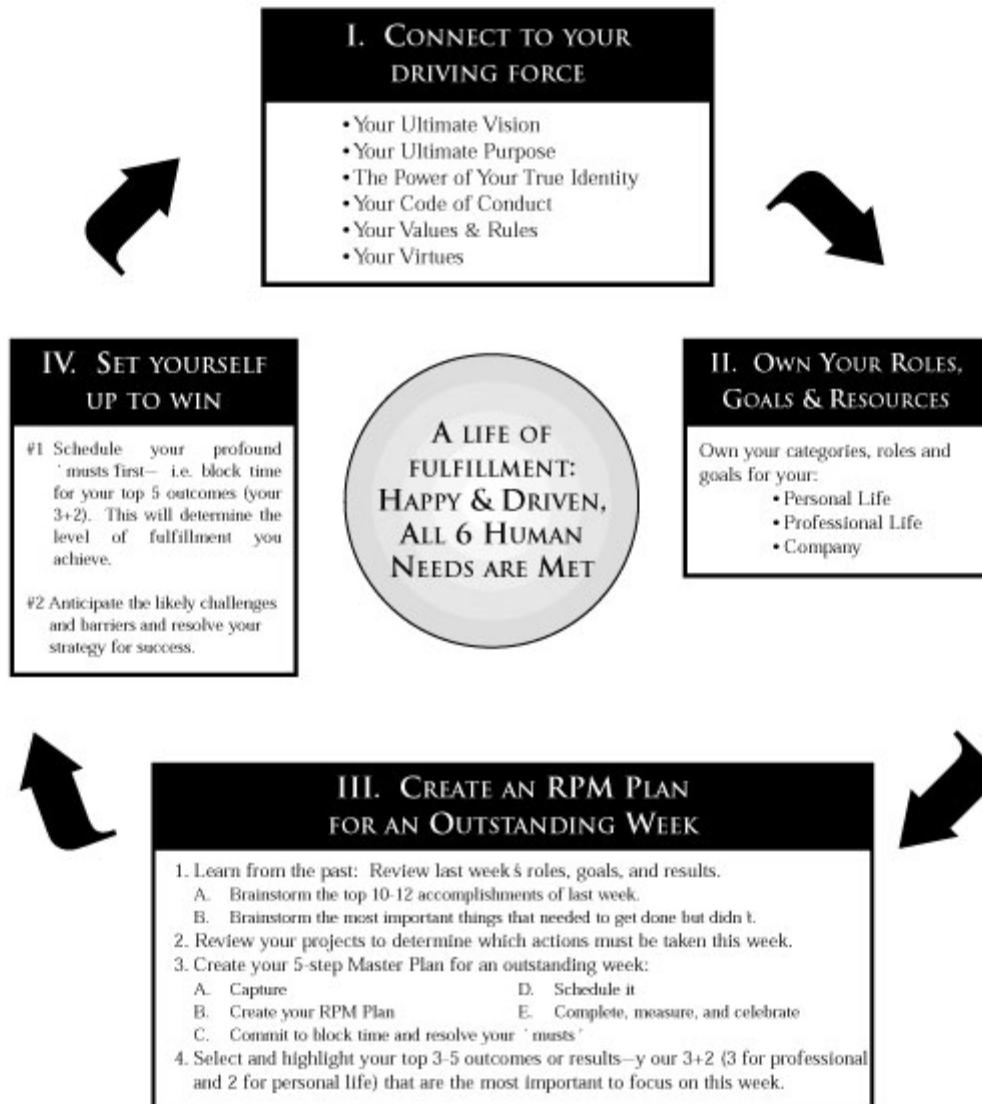 I. CONNECT TO YOUR
DRIVING FORCE
• Your Ultimate Vision
• Your Ultimate Purpose
• The Power of Your True Identity
• Your Code of Conduct
• Your Values & Rules
• Your Virtues
II. OWN YOUR ROLES,
GOALS & RESOURCES
Own your categories, roles and
goals for your:
• Personal Life
• Professional Life
• Company
III. CREATE AN RPM PLAN
FOR AN OUTSTANDING WEEK
1. Learn from the past: Review last week's roles, goals, and results.
A. Brainstorm the top 10-12 accomplishments of last week.
B. Brainstorm the most important things that needed to get done but didn't.
2. Review your projects to determine which actions must be taken this week.
3. Create your 5-step Master Plan for an outstanding week:
A. Capture
B. Create your RPM Plan
C. Commit to block time and resolve your ‘musts’
D. Schedule it
E. Complete, measure, and celebrate
4. Select and highlight your top 3-5 outcomes or results—y our 3+2 (3 for professional
and 2 for personal life) that are the most important to focus on this week.
IV. SET YOURSELF
UP TO WIN
#1 Schedule your profound
‘musts first— i.e. block time
for your top 5 outcomes (your
3+2). This will determine the
level of fulfillment you
achieve.
#2 Anticipate the likely challenges
and barriers and resolve your
strategy for success.
A LIFE OF
FULFILLMENT:
HAPPY & DRIVEN,
ALL 6 HUMAN
NEEDS ARE MET